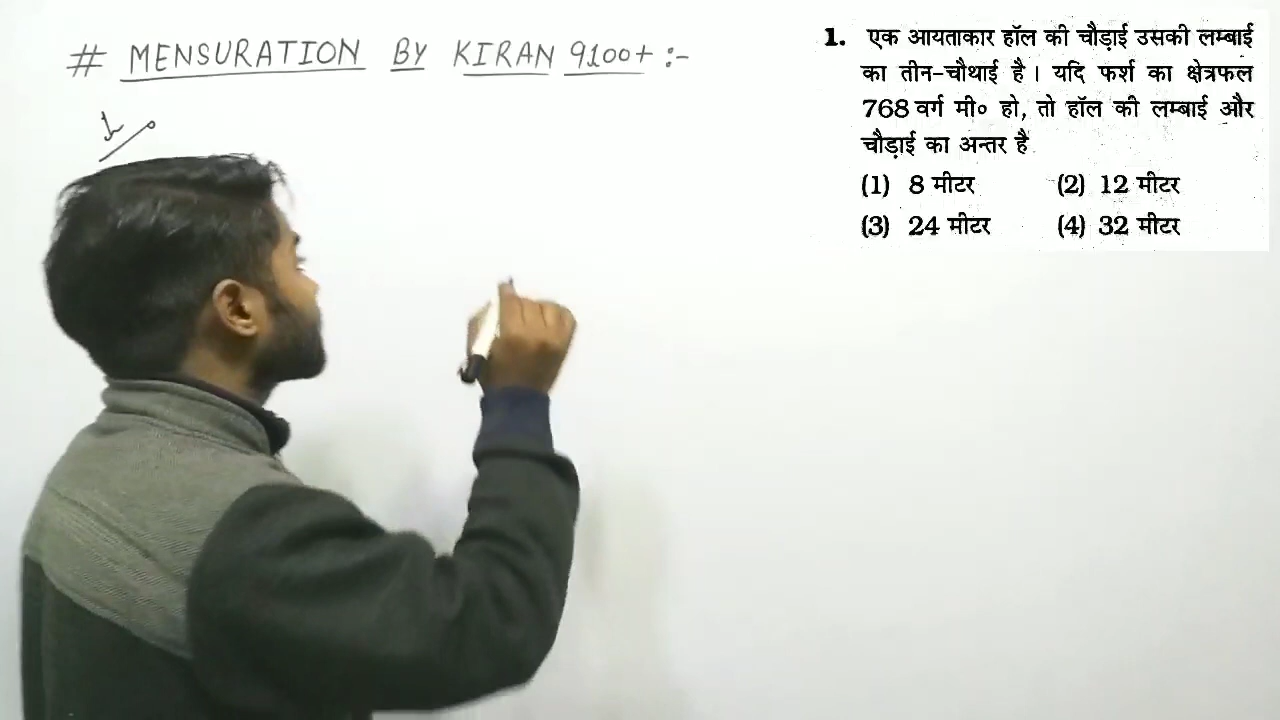 # MENSURATION BY KIRAN 9100+ :-
1.
1. एक आयताकार हॉल की चौड़ाई उसकी लम्बाई
का तीन-चौथाई है। यदि फर्श का क्षेत्रफल
768 वर्ग मी० हो, तो हॉल की लम्बाई और
चौड़ाई का अन्तर है
(1) 8 मीटर (2) 12 मीटर
(3) 24 मीटर (4) 32 मीटर